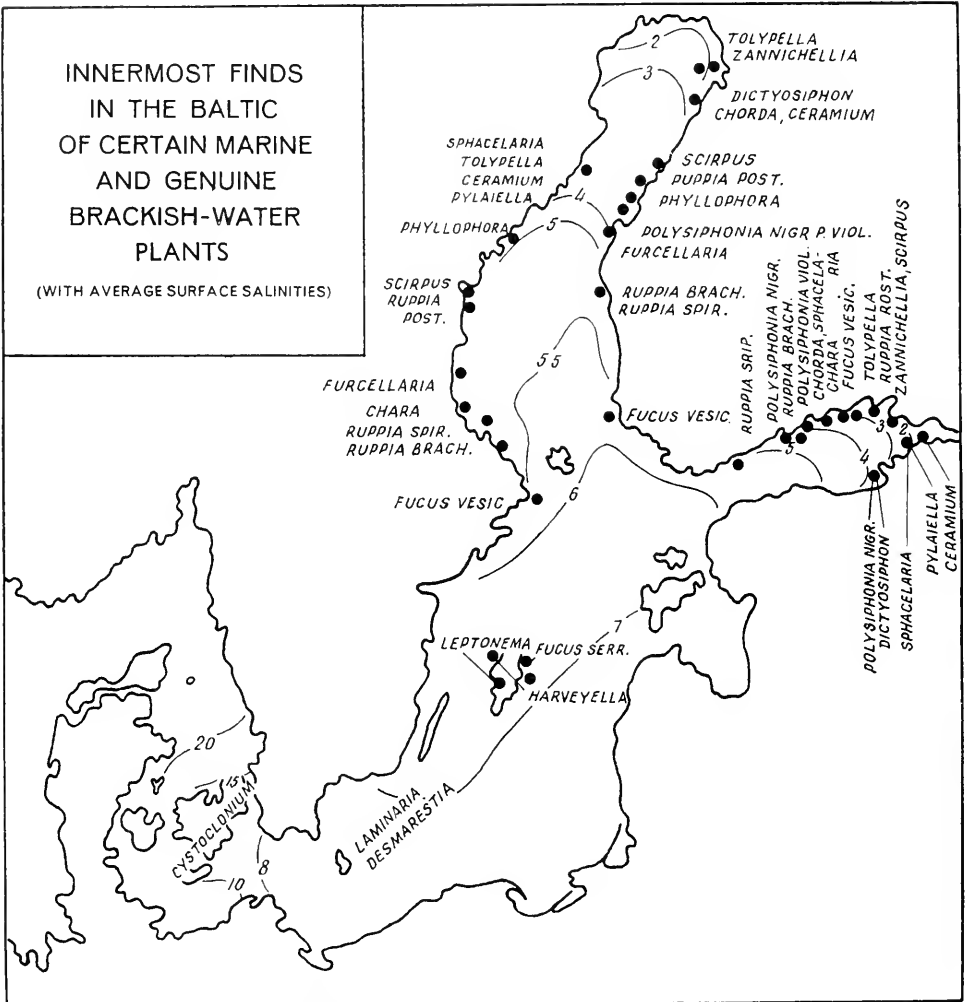 INNERMOST FINDS
IN THE BALTIC
OF CERTAIN MARINE
AND GENUINE
BRACKISH-WATER
PLANTS
(WITH AVERAGE SURFACE SALINITIES)
2
TOLYPELLA
ZANNICHELLIA
3
DICTYOSIPHON
CHORDA, CERAMIUM
SPHACELARIA
TOLYPELLA
CERAMIUM
PYLAIELLA
SCIRPUS
PUPPIA POST.
PHYLLOPHORA
4
5
PHYLLOPHORA
POLYSIPHONIA NIGR P. VIOL.
FURCELLARIA
SCIRPUS
RUPPIA
POST.
RUPPIA BRACH.
RUPPIA SPIR.
55
FURCELLARIA
CHARA
RUPPIA SPIR.
RUPPIA BRACH.
FUCUS VESIC.
RUPPIA SRIP.
POLYSIPHONIA NIGR.
RUPPIA BRACH.
POLYSIPHONIA VIOL.
CHORDA, SPHACELA-
RIA
CHARA
FUCUS VESIC.
TOLYPELLA
RUPPIA ROST.
ZANNICHELLIA, SCIRPUS
5
4
3
2
FUCUS VESIC
6
POLYSIPHONIA NIGR.
DICTYOSIPHON
SPHACELARIA
PYLAIELLA
CERAMIUM
7
LEPTONEMA
FUCUS SERR.
HARVEYELLA
20
15
CYSTOCLONIUM
LAMINARIA
DESMARESTIA
8
10